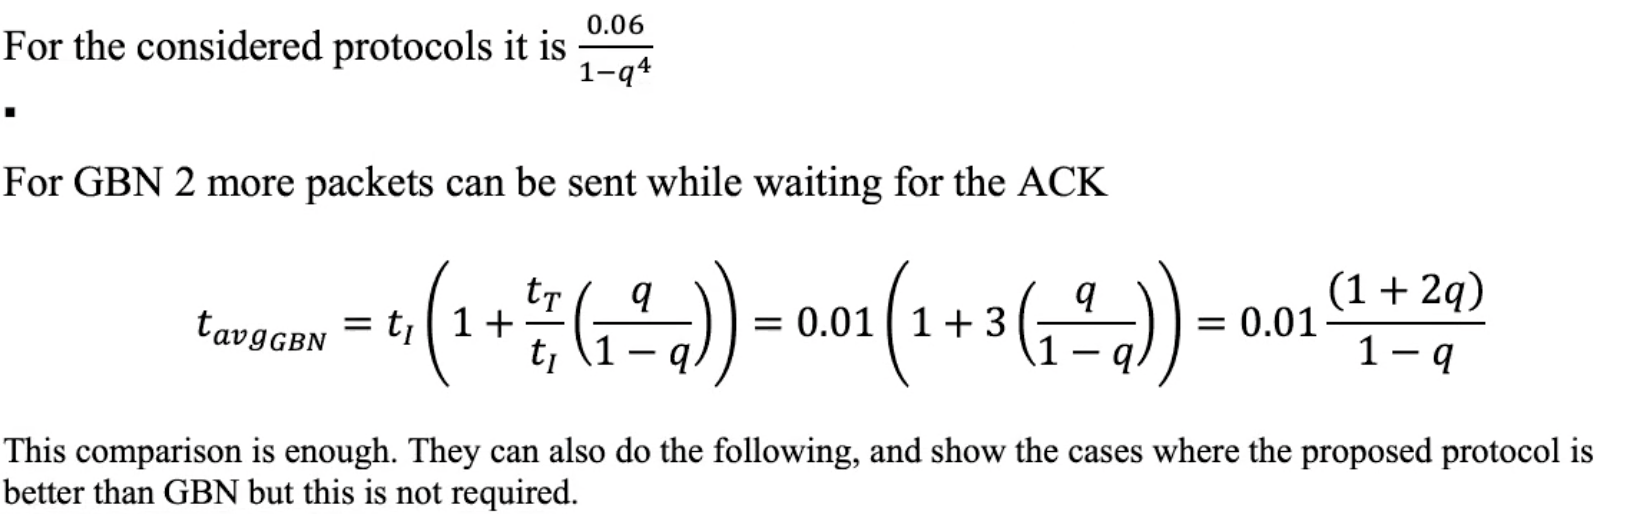 For the considered protocols it is \frac{0.06}{1-q^4}
▪
For GBN 2 more packets can be sent while waiting for the ACK
t_{avg_{GBN}} = t_I \left(1 + \frac{t_T}{t_I}\left(\frac{q}{1-q}\right)\right) = 0.01 \left(1 + 3\left(\frac{q}{1-q}\right)\right) = 0.01 \frac{(1+2q)}{1-q}
This comparison is enough. They can also do the following, and show the cases where the proposed protocol is
better than GBN but this is not required.